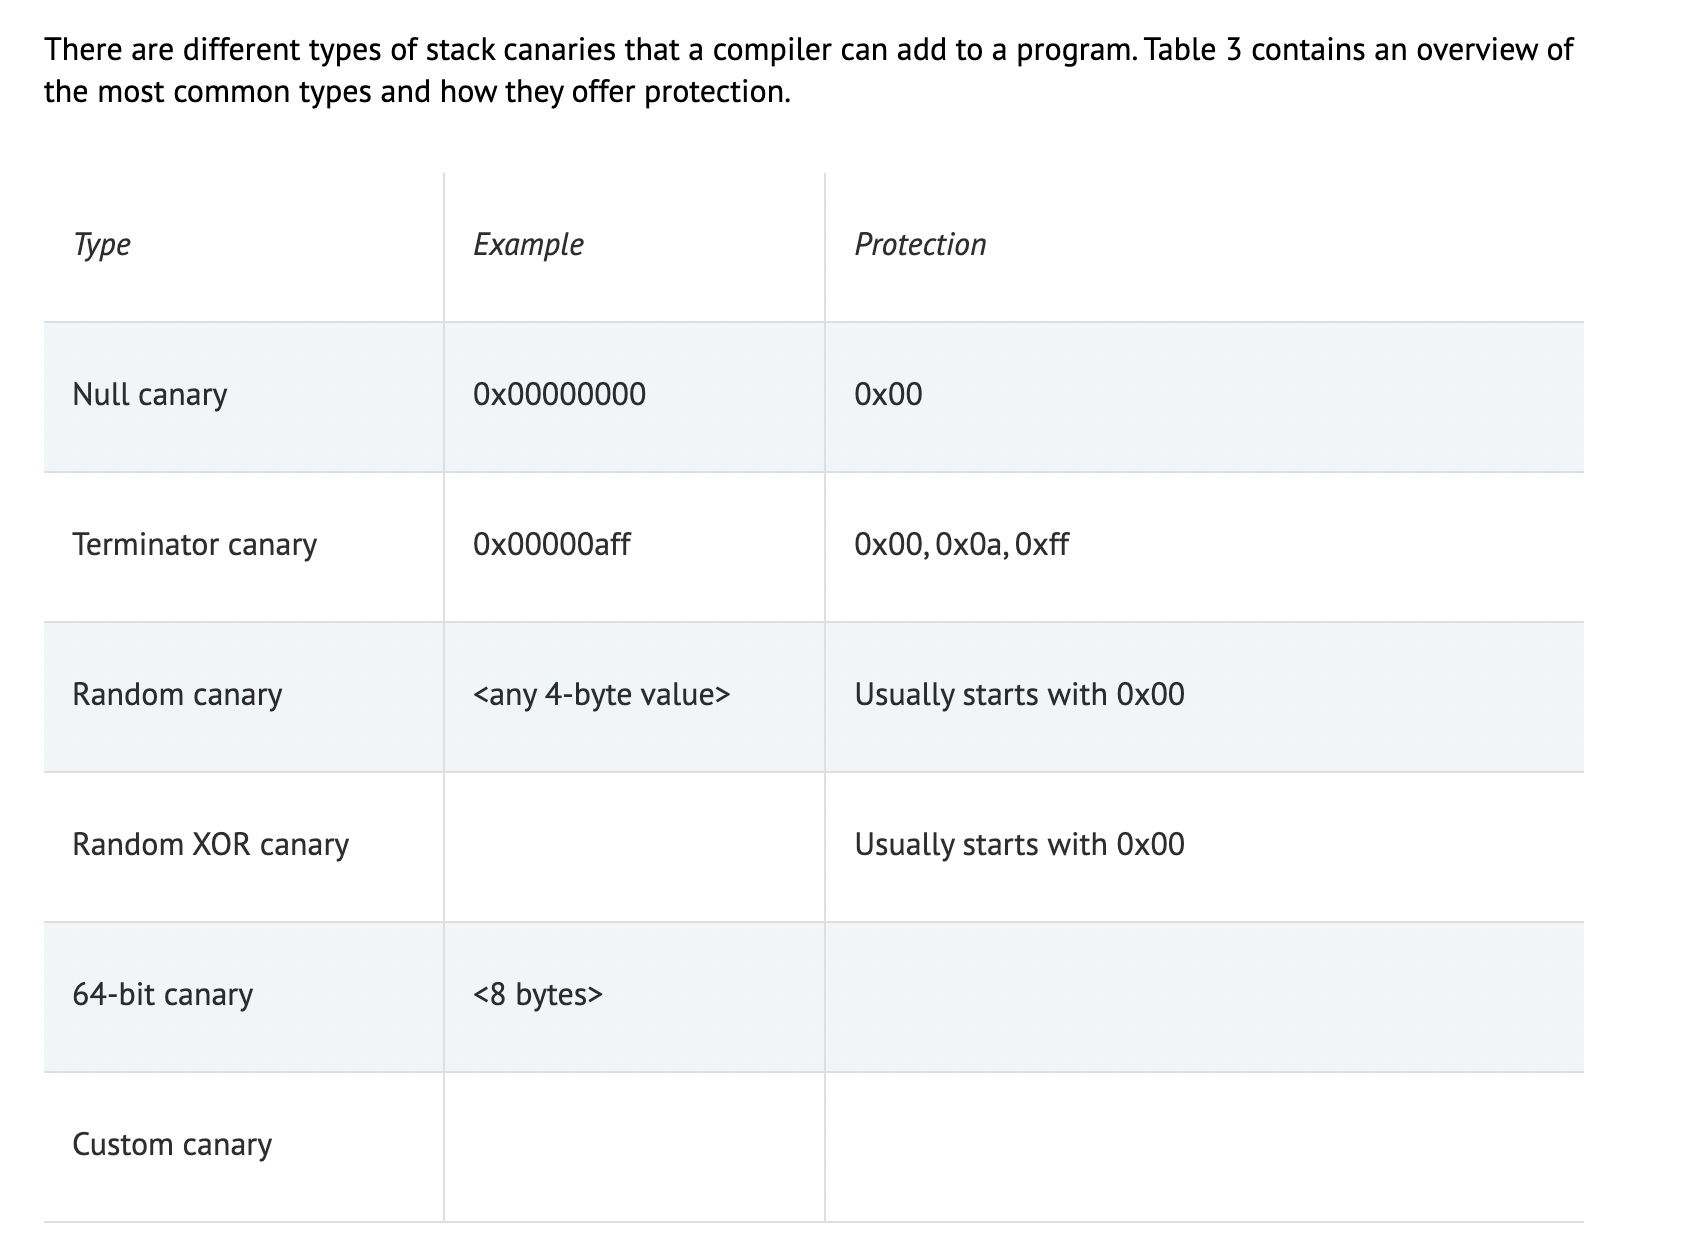 There are different types of stack canaries that a compiler can add to a program. Table 3 contains an overview of
the most common types and how they offer protection.
Type Example Protection
Null canary 0x00000000 0x00
Terminator canary 0x00000aff 0x00, 0x0a, 0xff
Random canary <any 4-byte value> Usually starts with 0x00
Random XOR canary Usually starts with 0x00
64-bit canary <8 bytes>
Custom canary